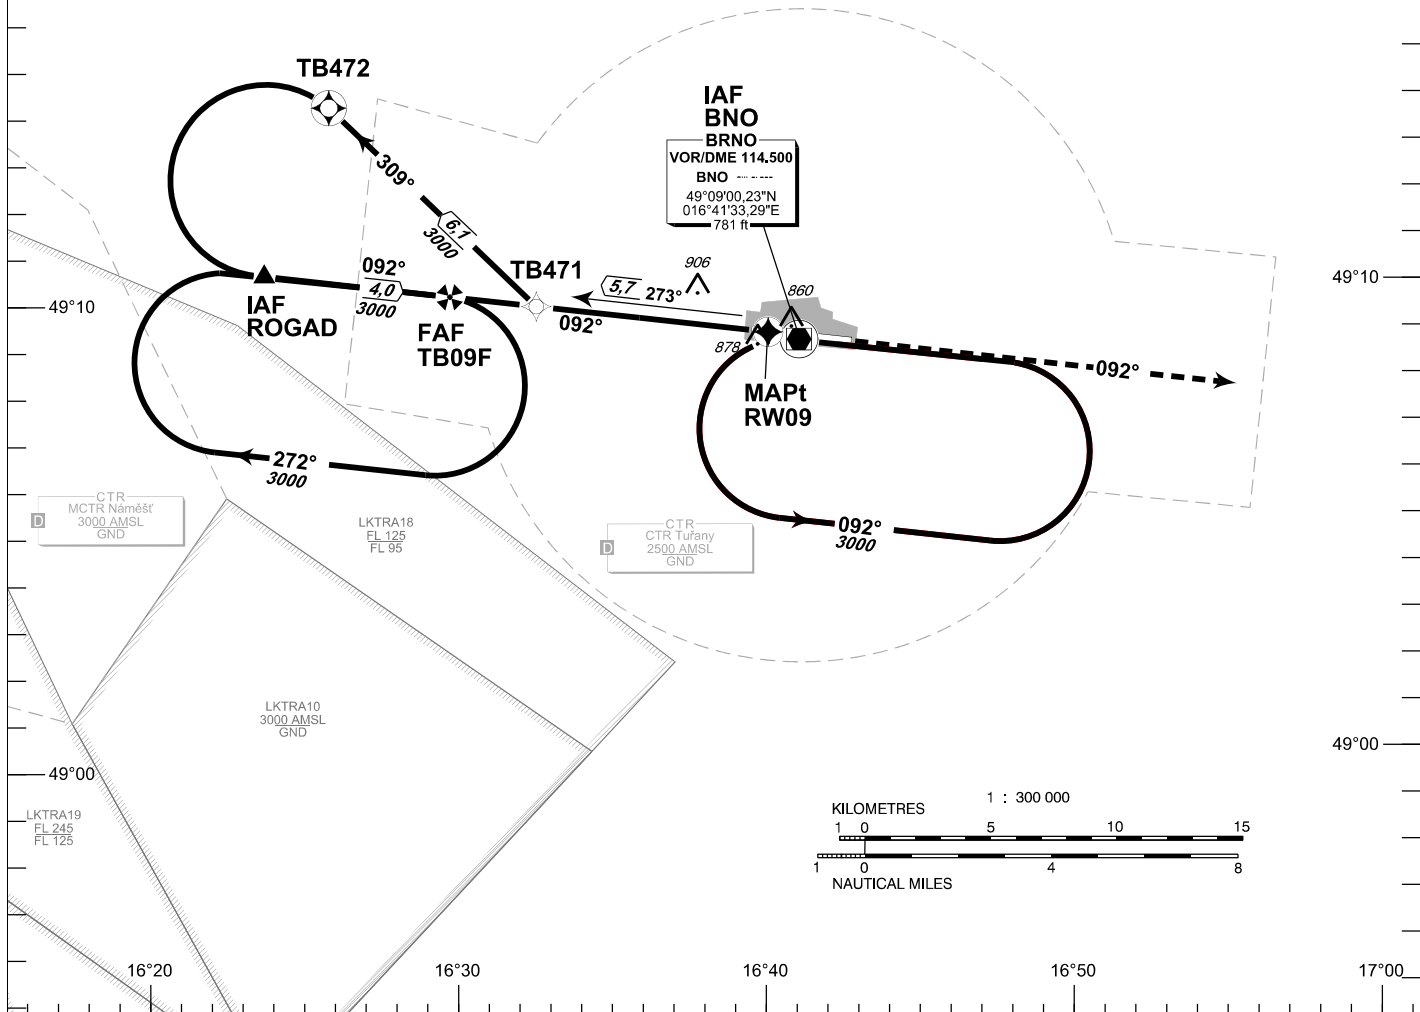 TB472
IAF
BNO
BRNO
VOR/DME 114.500
BNO
49°09'00,23"N
016°41'33,29"E
781 ft
309°
6,1
3000
092°
4,0
3000
TB471
092°
5,7 273°
906
860
878
49°10
49°10
IAF
ROGAD
FAF
TB09F
MAPt
RW09
092°
272°
3000
092°
3000
CTR
MCTR Náměšť
3000 AMSL
GND
D
LKTRA18
FL 125
FL 95
CTR
CTR Tuřany
2500 AMSL
GND
D
LKTRA10
3000 AMSL
GND
49°00
49°00
LKTRA19
FL 245
FL 125
1 : 300 000
KILOMETRES
1 0 5 10 15
1 0 4 8
NAUTICAL MILES
16°20 16°30 16°40 16°50 17°00